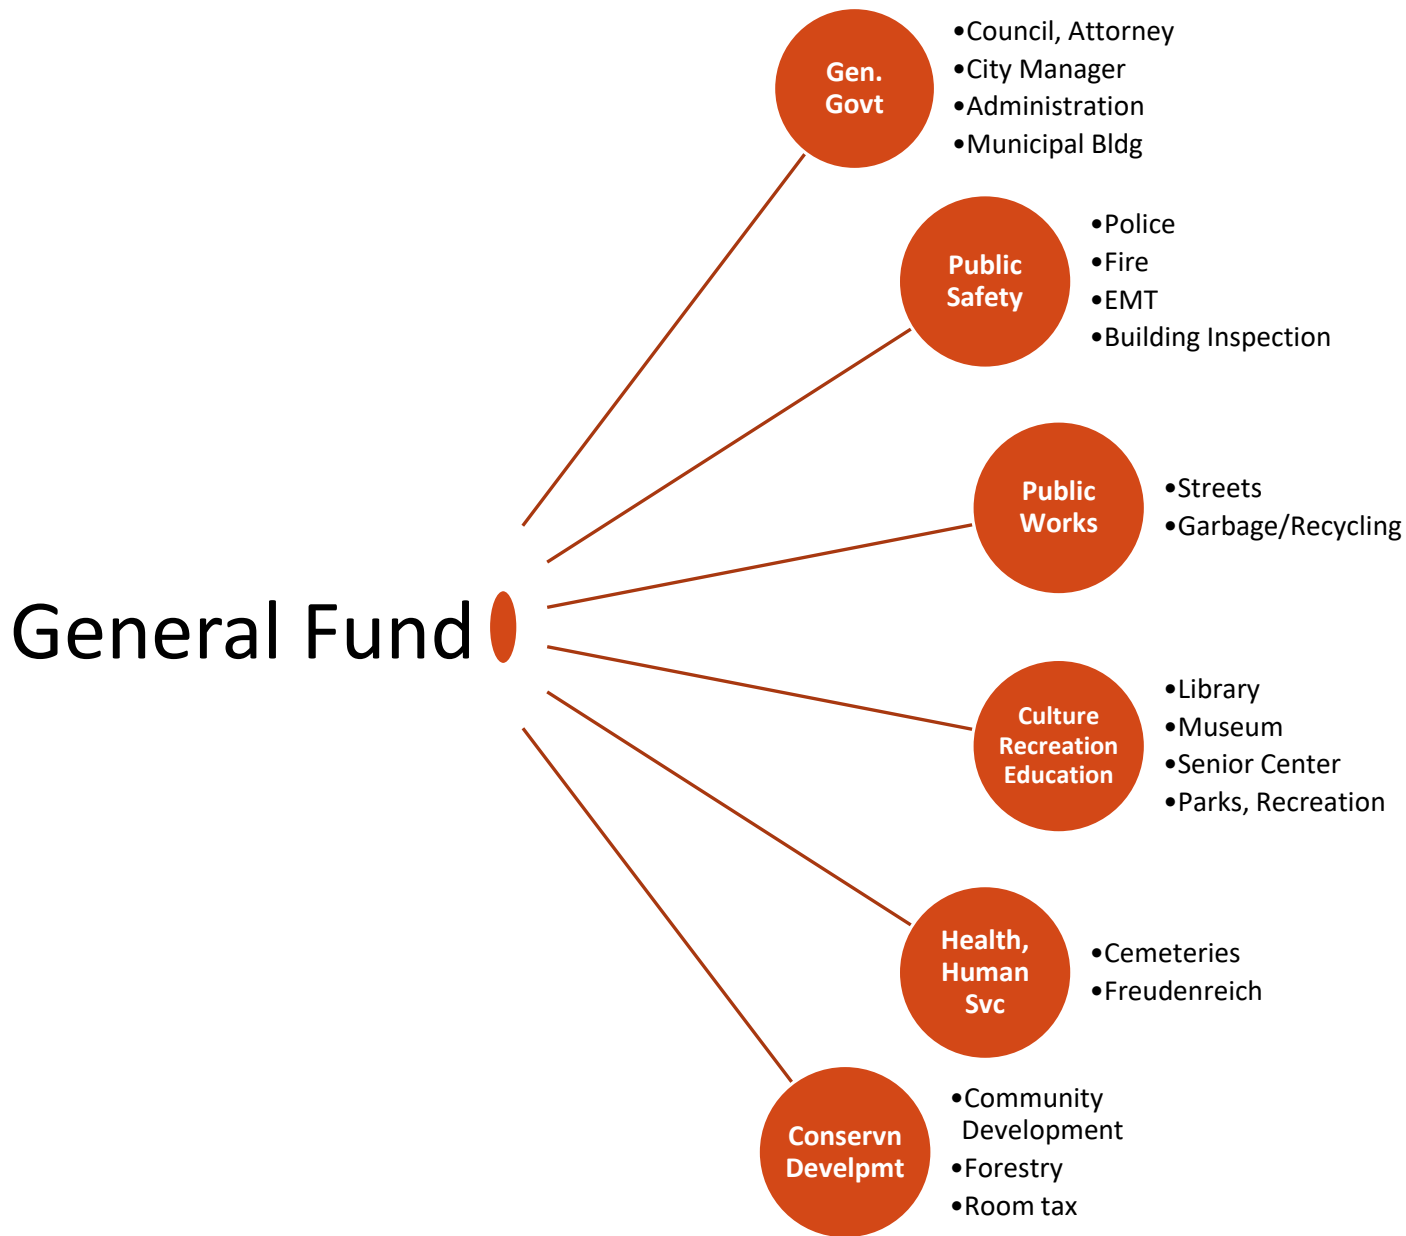 General Fund
Gen.
Govt
•Council, Attorney
•City Manager
•Administration
•Municipal Bldg
Public
Safety
•Police
•Fire
•EMT
•Building Inspection
Public
Works
•Streets
•Garbage/Recycling
Culture
Recreation
Education
•Library
•Museum
•Senior Center
•Parks, Recreation
Health,
Human
Svc
•Cemeteries
•Freudenreich
Conservn
Develpmt
•Community
Development
•Forestry
•Room tax